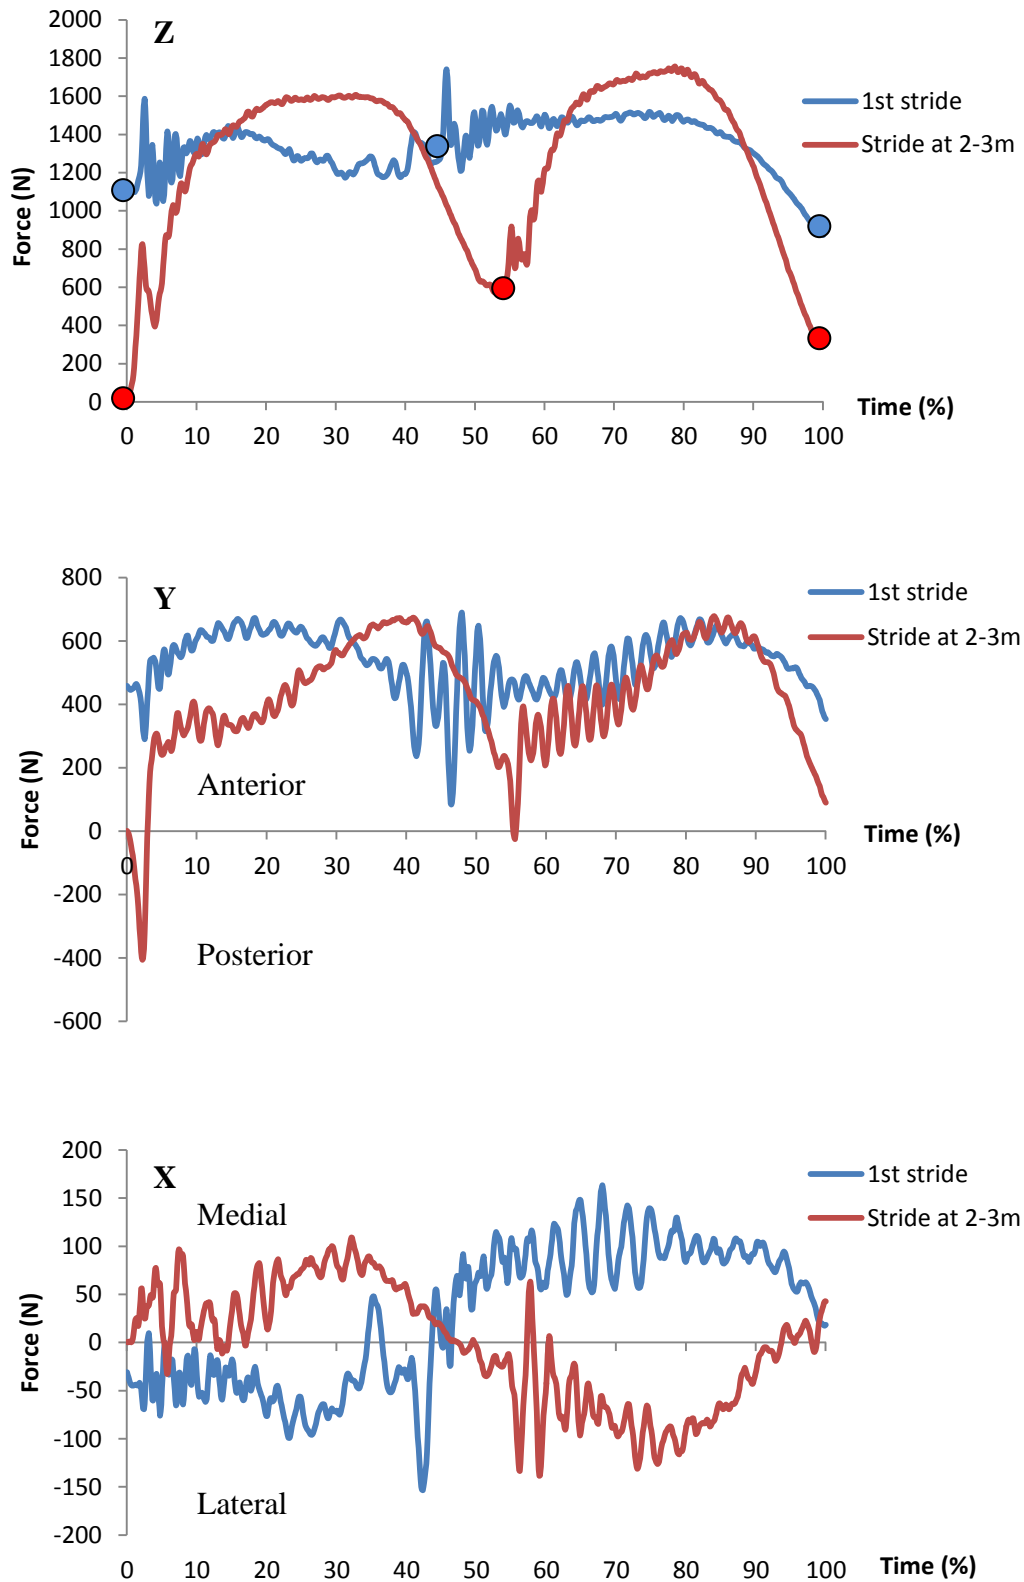 Z
2000
1800
1600
1400
1200
1000
800
600
400
200
0
Force (N)
1st stride
Stride at 2-3m
0 10 20 30 40 50 60 70 80 90 100
Time (%)
Y
800
600
400
200
0
-200
-400
-600
Force (N)
1st stride
Stride at 2-3m
Anterior
Posterior
0 10 20 30 40 50 60 70 80 90 100
Time (%)
X
200
150
100
50
0
-50
-100
-150
-200
Force (N)
1st stride
Stride at 2-3m
Medial
Lateral
0 10 20 30 40 50 60 70 80 90 100
Time (%)